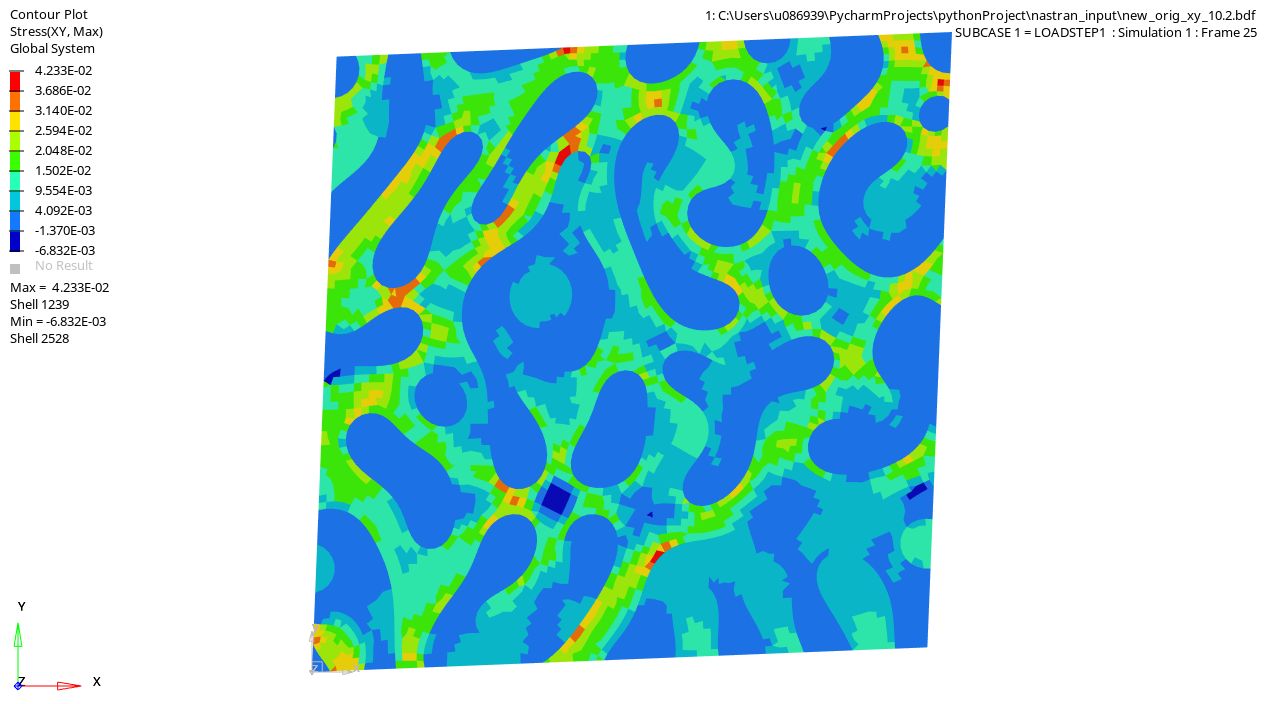 Contour Plot
Stress(XY, Max)
Global System
4.233E-02
3.686E-02
3.140E-02
2.594E-02
2.048E-02
1.502E-02
9.554E-03
4.092E-03
-1.370E-03
-6.832E-03
No Result
Max = 4.233E-02
Shell 1239
Min = -6.832E-03
Shell 2528
1: C:\Users\u086939\PycharmProjects\pythonProject\nastran_input\new_orig_xy_10.2.bdf
SUBCASE 1 = LOADSTEP1 : Simulation 1 : Frame 25
Y
Z
X